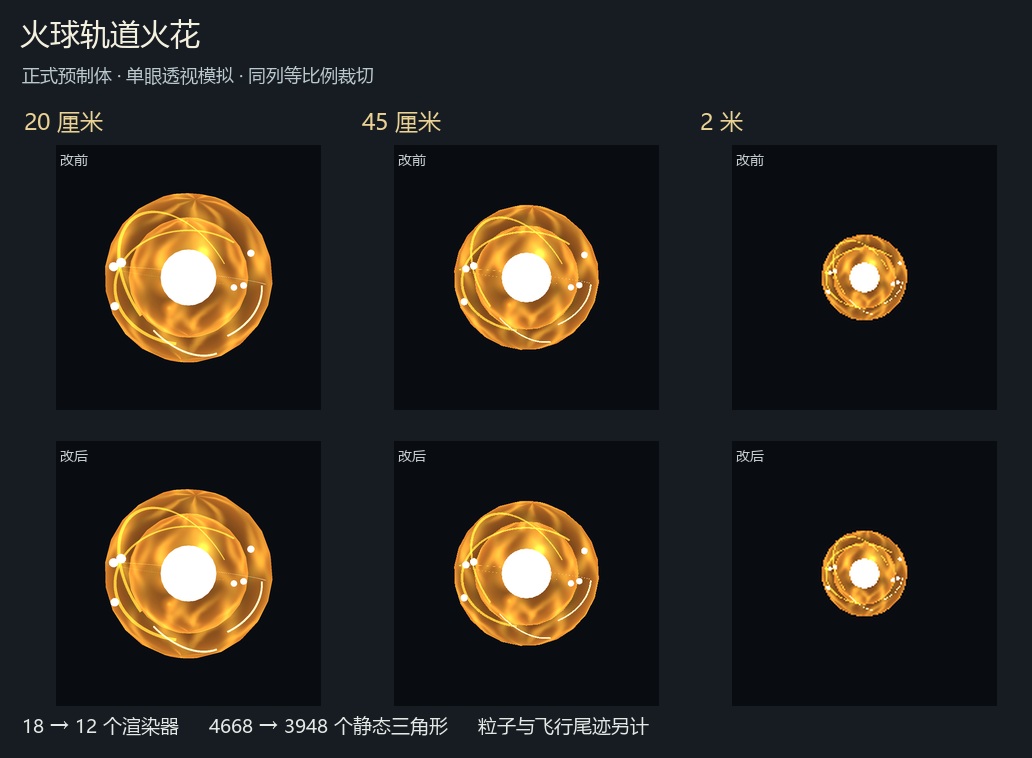 火球轨道火花
正式预制体 · 单眼透视模拟 · 同列等比例裁切
20 厘米 45 厘米 2 米
改前 改前 改前
改后 改后 改后
18 → 12 个渲染器 4668 → 3948 个静态三角形 粒子与飞行尾迹另计